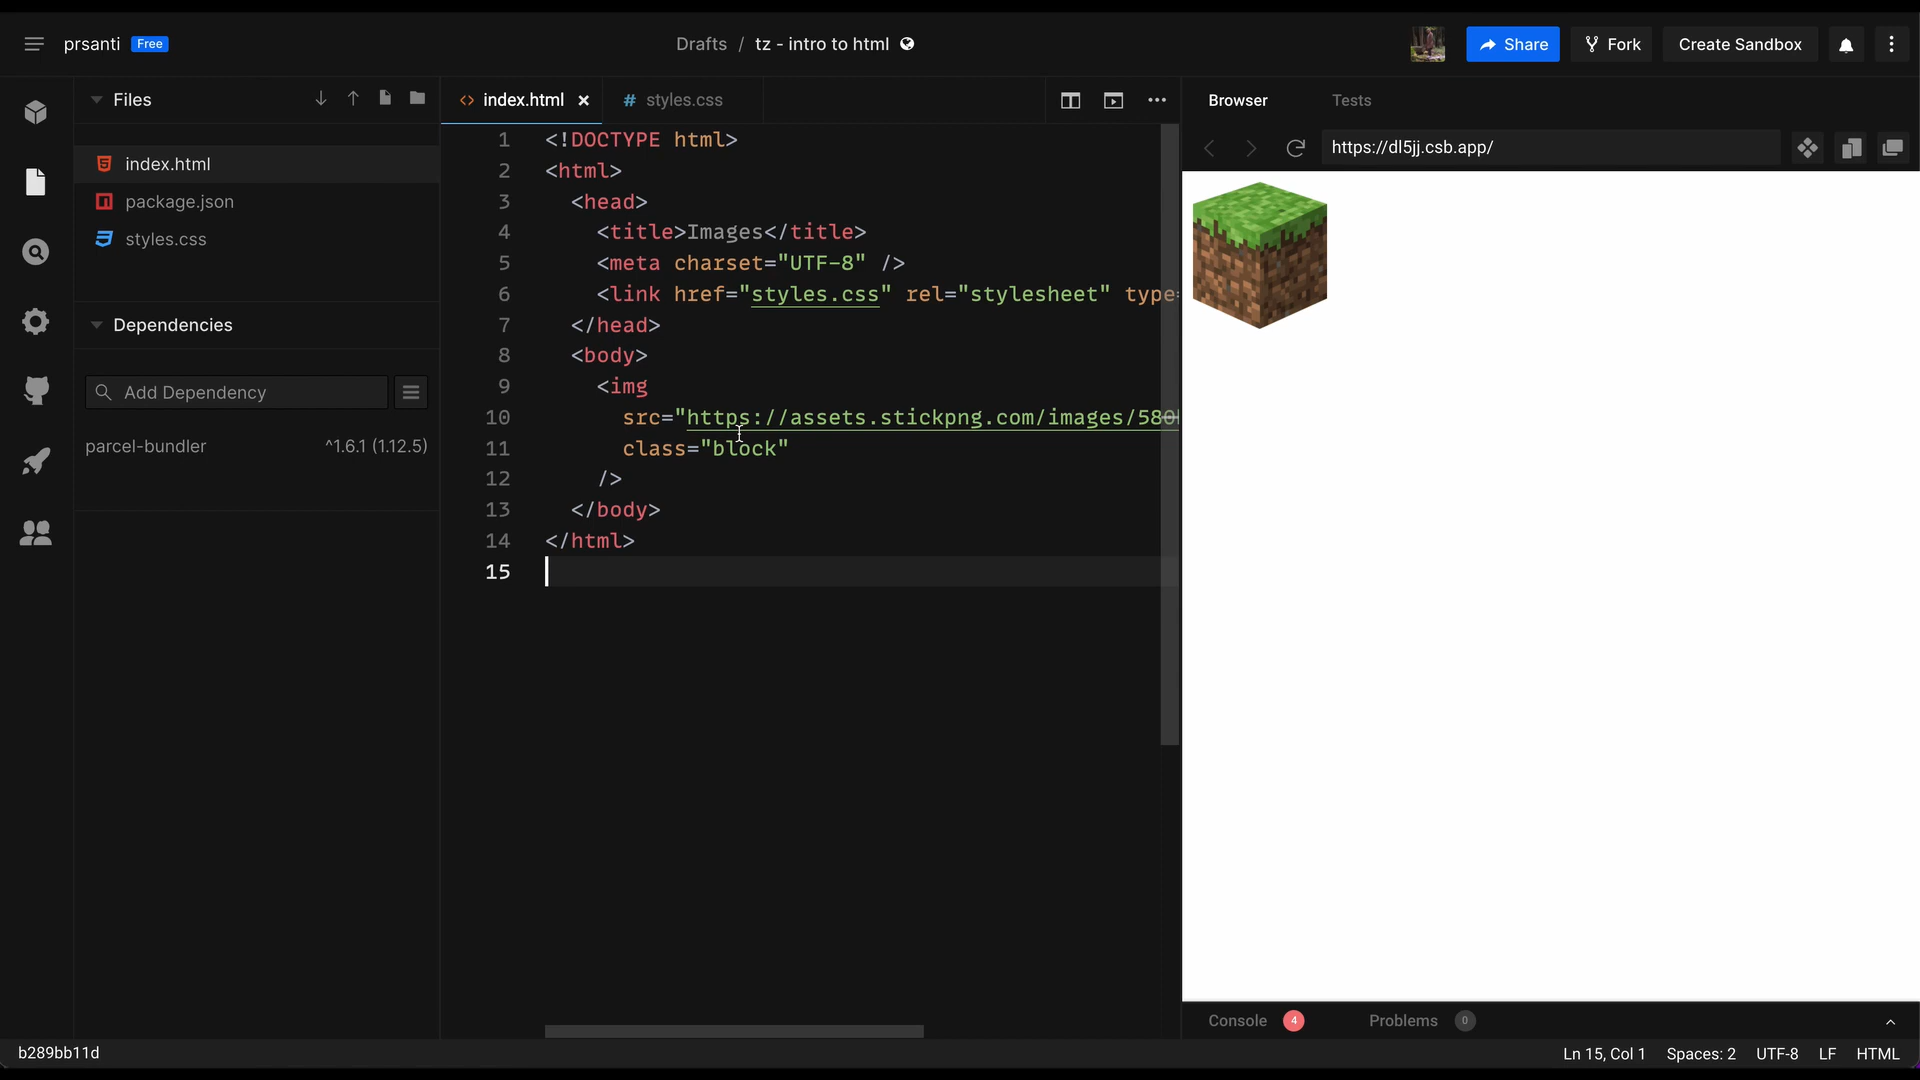 prsanti Free
Drafts / tz - intro to html
Share
Fork
Create Sandbox
Files
index.html
package.json
styles.css
Dependencies
Add Dependency
parcel-bundler ^1.6.1 (1.12.5)
<> index.html ×
# styles.css
1 <!DOCTYPE html>
2 <html>
3 <head>
4 <title>Images</title>
5 <meta charset="UTF-8" />
6 <link href="styles.css" rel="stylesheet" type=
7 </head>
8 <body>
9 <img
10 src="https://assets.stickpng.com/images/580
11 class="block"
12 />
13 </body>
14 </html>
15
Browser Tests
https://dl5jj.csb.app/
Console 4 Problems 0
b289bb11d
Ln 15, Col 1 Spaces: 2 UTF-8 LF HTML